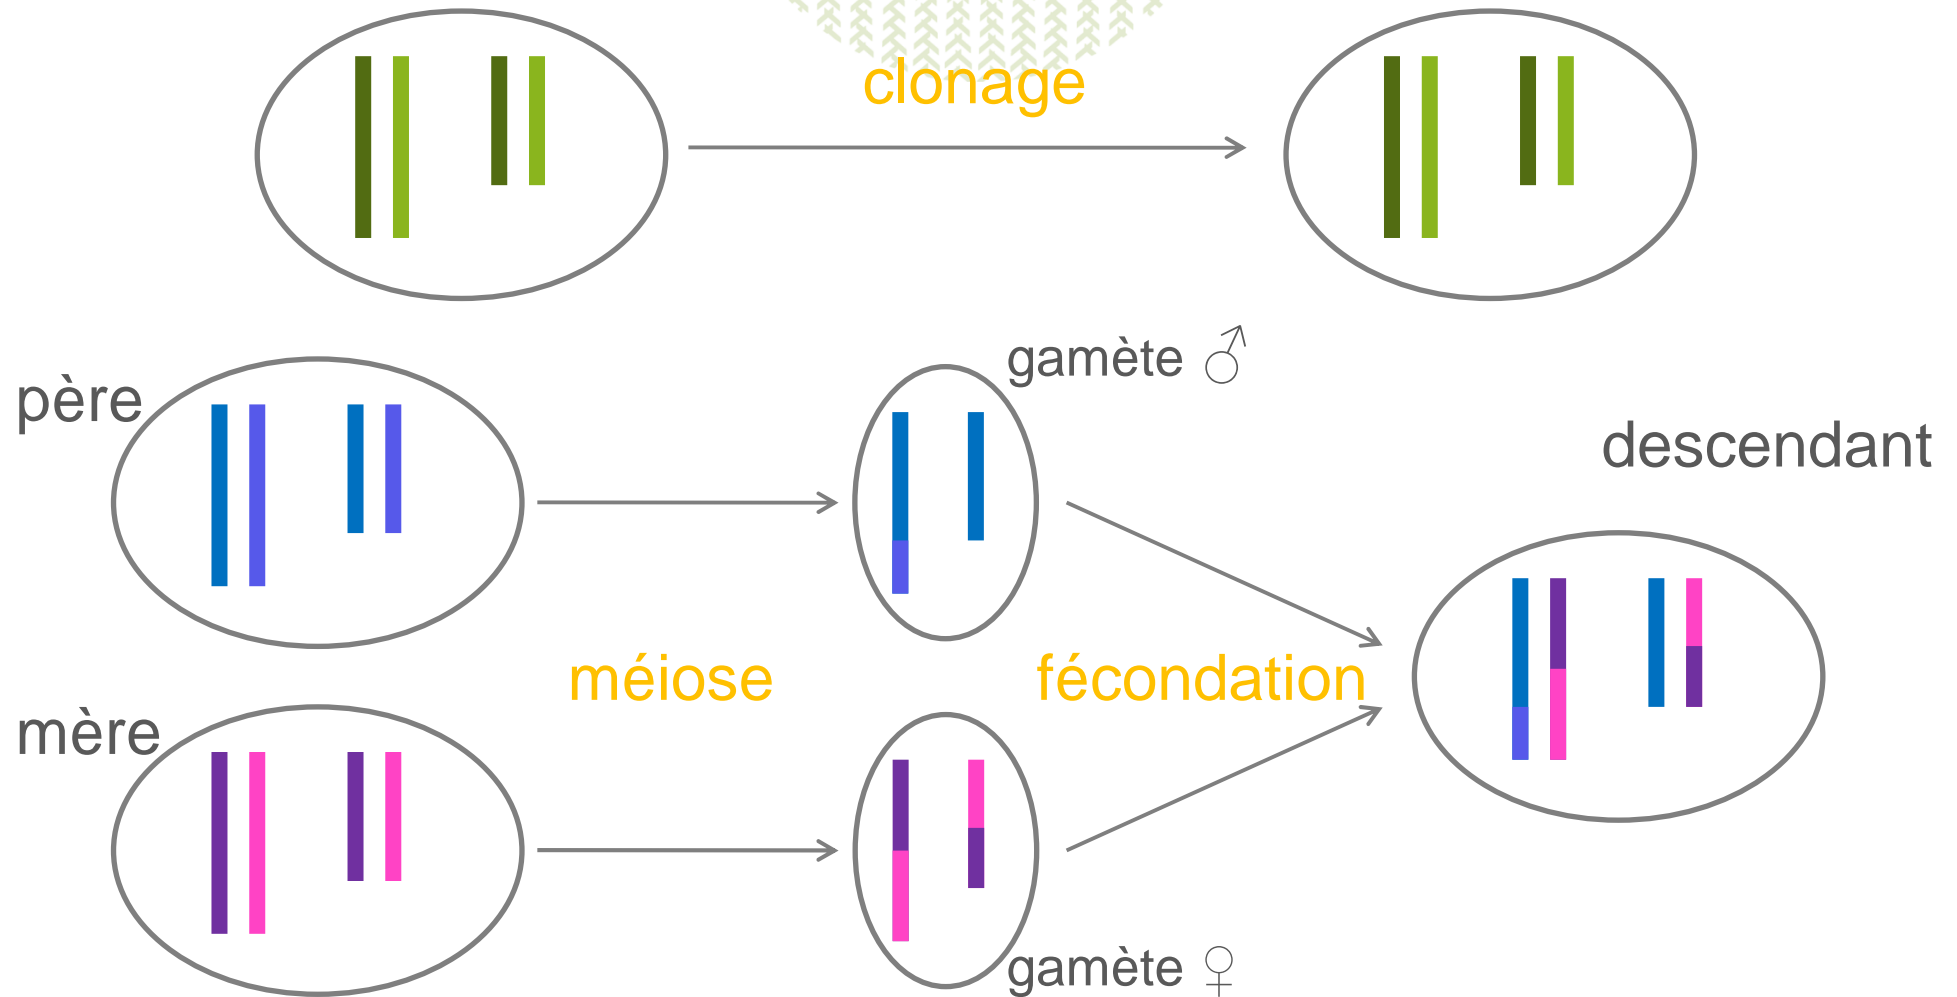 clonage
gamète ♂
père
descendant
méiose
fécondation
mère
gamète ♀